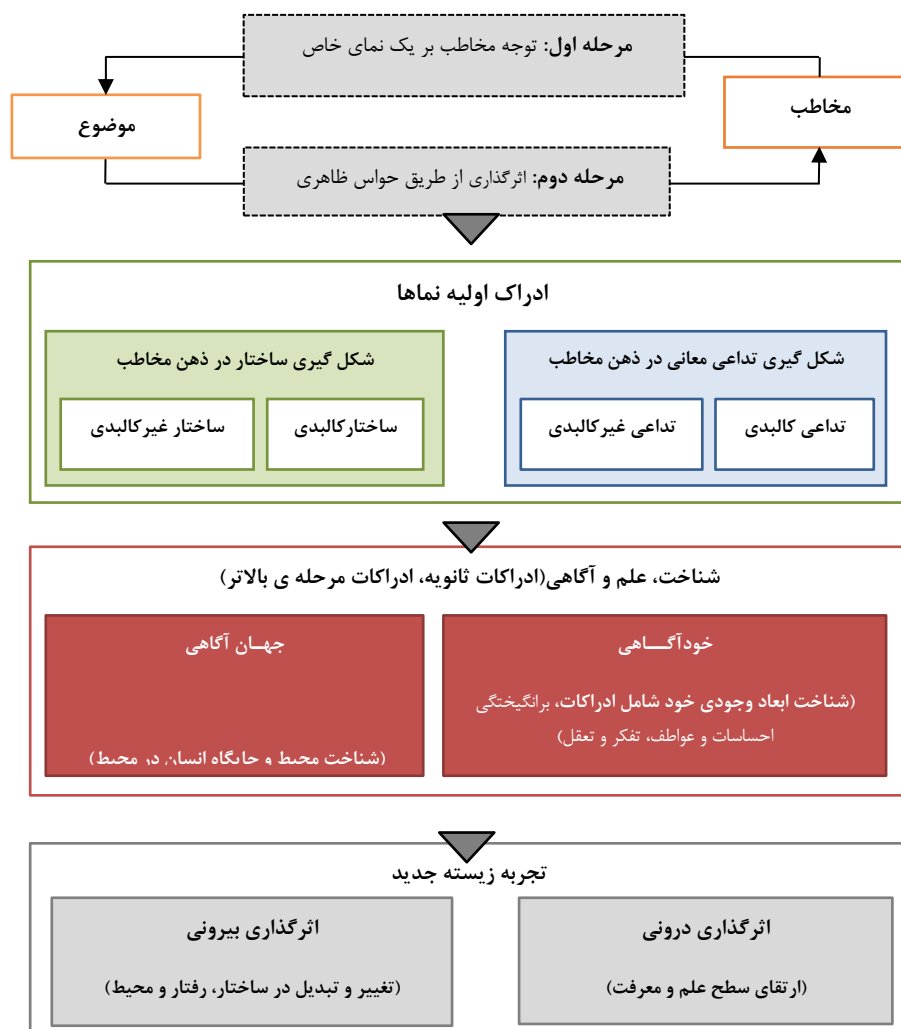 مرحله اول: توجه مخاطب بر یک نمای خاص
مخاطب
موضوع
مرحله دوم: اثرگذاری از طریق حواس ظاهری
ادراک اولیه نماها
شکل گیری تداعی معانی در ذهن مخاطب
تداعی کالبدی
تداعی غیرکالبدی
شکل گیری ساختار در ذهن مخاطب
ساختارکالبدی
ساختار غیرکالبدی
شناخت، علم و آگاهی(ادراکات ثانویه، ادراکات مرحله ی بالاتر)
خودآگـــاهی
(شناخت ابعاد وجودی خود شامل ادراکات، برانگیختگی
احساسات و عواطف، تفکر و تعقل)
جهـان آگاهی
(شناخت محیط و جایگاه انسان در محیط)
تجربه زیسته جدید
اثرگذاری درونی
(ارتقای سطح علم و معرفت)
اثرگذاری بیرونی
(تغییر و تبدیل در ساختار، رفتار و محیط)